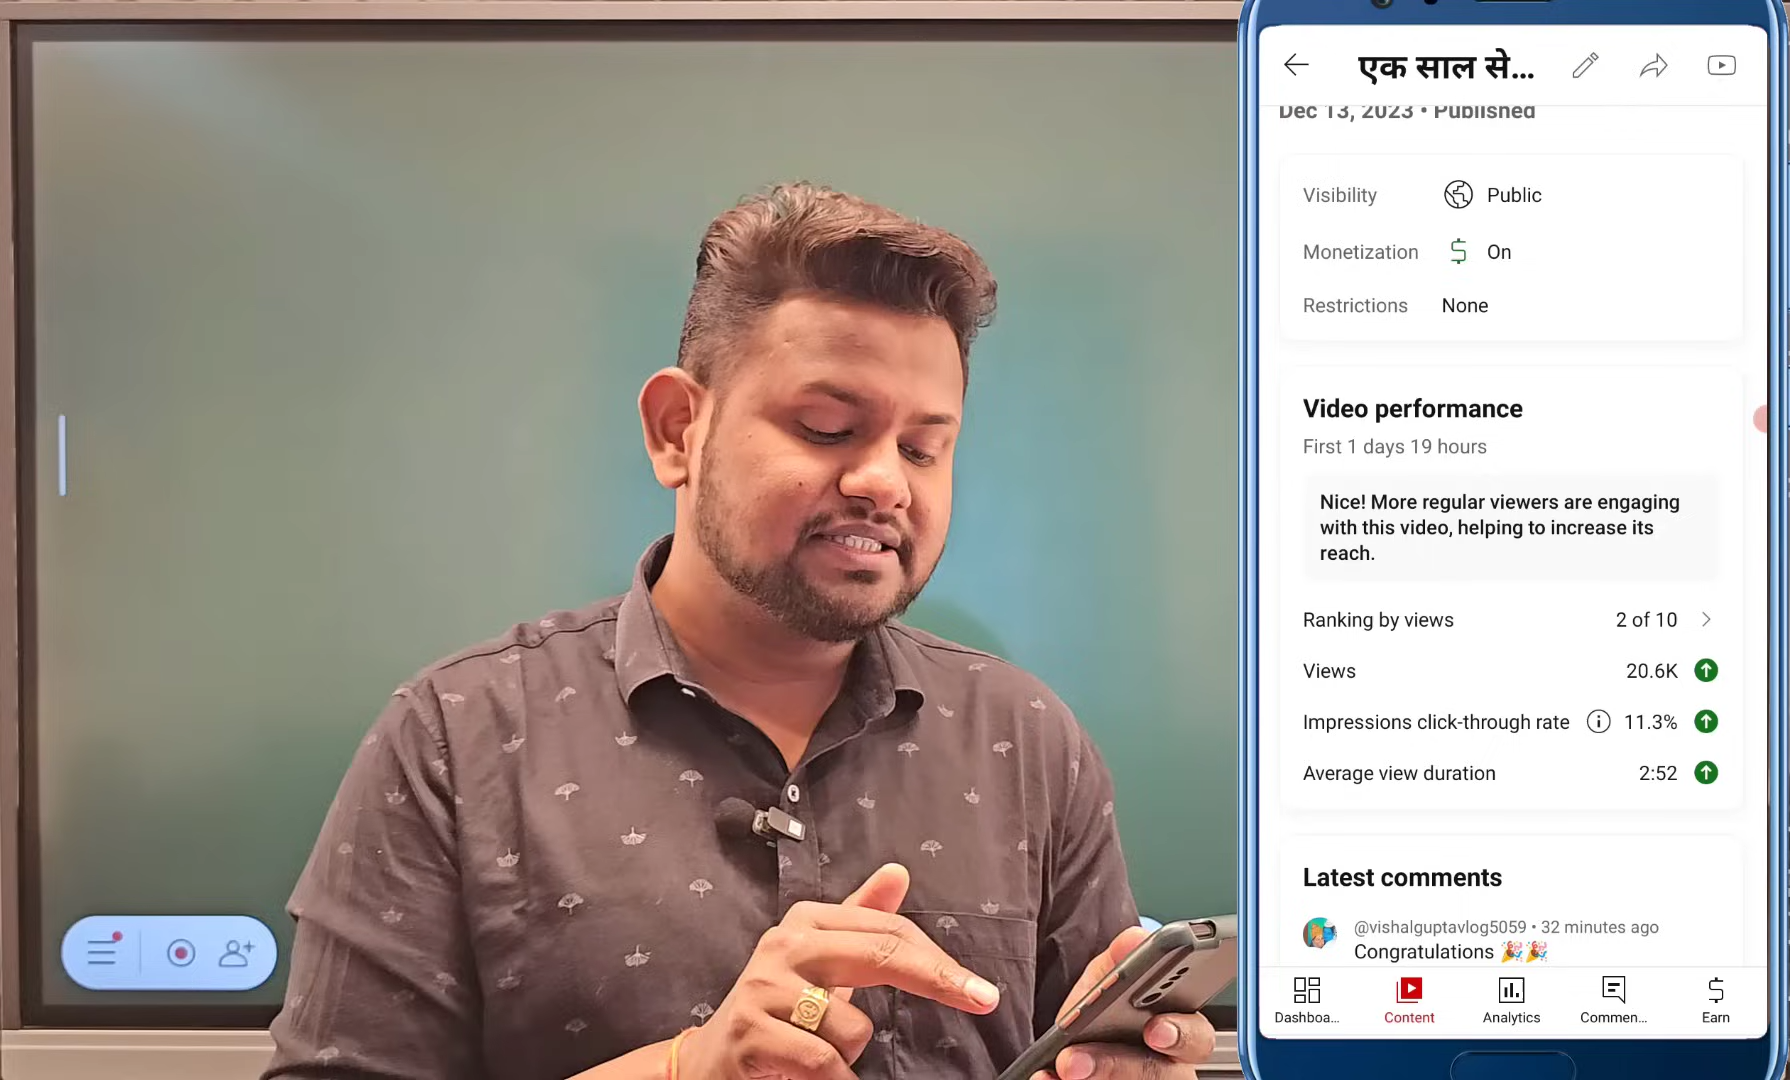 एक साल से...
Dec 13, 2023 • Published
Visibility Public
Monetization On
Restrictions None
Video performance
First 1 days 19 hours
Nice! More regular viewers are engaging
with this video, helping to increase its
reach.
Ranking by views 2 of 10
Views 20.6K
Impressions click-through rate 11.3%
Average view duration 2:52
Latest comments
@vishalguptavlog5059 • 32 minutes ago
Congratulations 🎉🎉
Dashboa... Content Analytics Commen... Earn